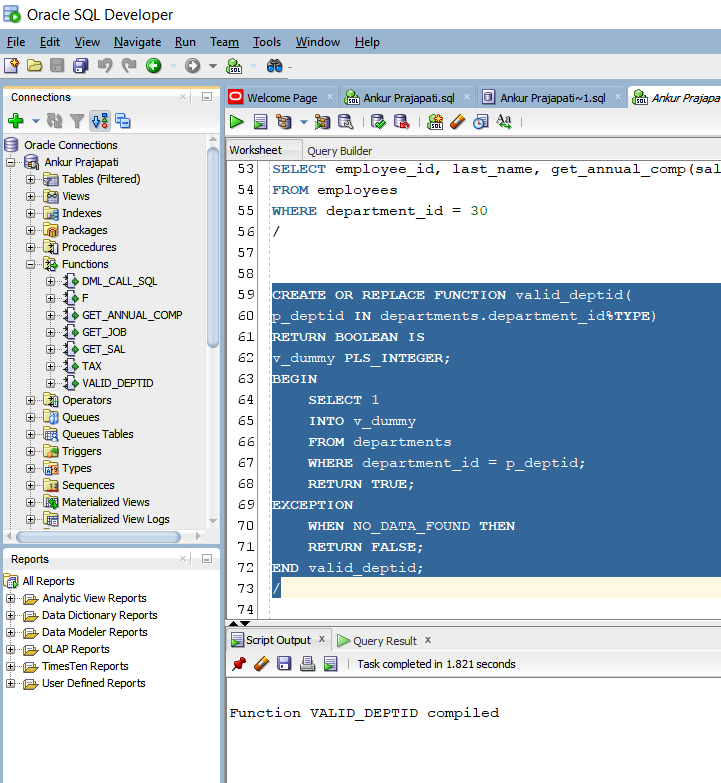 Oracle SQL Developer
File Edit View Navigate Run Team Tools Window Help
Connections
Oracle Connections
Ankur Prajapati
Tables (Filtered)
Views
Indexes
Packages
Procedures
Functions
DML_CALL_SQL
F
GET_ANNUAL_COMP
GET_JOB
GET_SAL
TAX
VALID_DEPTID
Operators
Queues
Queues Tables
Triggers
Types
Sequences
Materialized Views
Materialized View Logs
Reports
All Reports
Analytic View Reports
Data Dictionary Reports
Data Modeler Reports
OLAP Reports
TimesTen Reports
User Defined Reports
Welcome Page Ankur Prajapati.sql Ankur Prajapati~1.sql Ankur Prajapa
Worksheet Query Builder
53 SELECT employee_id, last_name, get_annual_comp(sal
54 FROM employees
55 WHERE department_id = 30
56 /
57
58
59 CREATE OR REPLACE FUNCTION valid_deptid(
60 p_deptid IN departments.department_id%TYPE)
61 RETURN BOOLEAN IS
62 v_dummy PLS_INTEGER;
63 BEGIN
64 SELECT 1
65 INTO v_dummy
66 FROM departments
67 WHERE department_id = p_deptid;
68 RETURN TRUE;
69 EXCEPTION
70 WHEN NO_DATA_FOUND THEN
71 RETURN FALSE;
72 END valid_deptid;
73 /
74
Script Output Query Result
Task completed in 1.821 seconds
Function VALID_DEPTID compiled